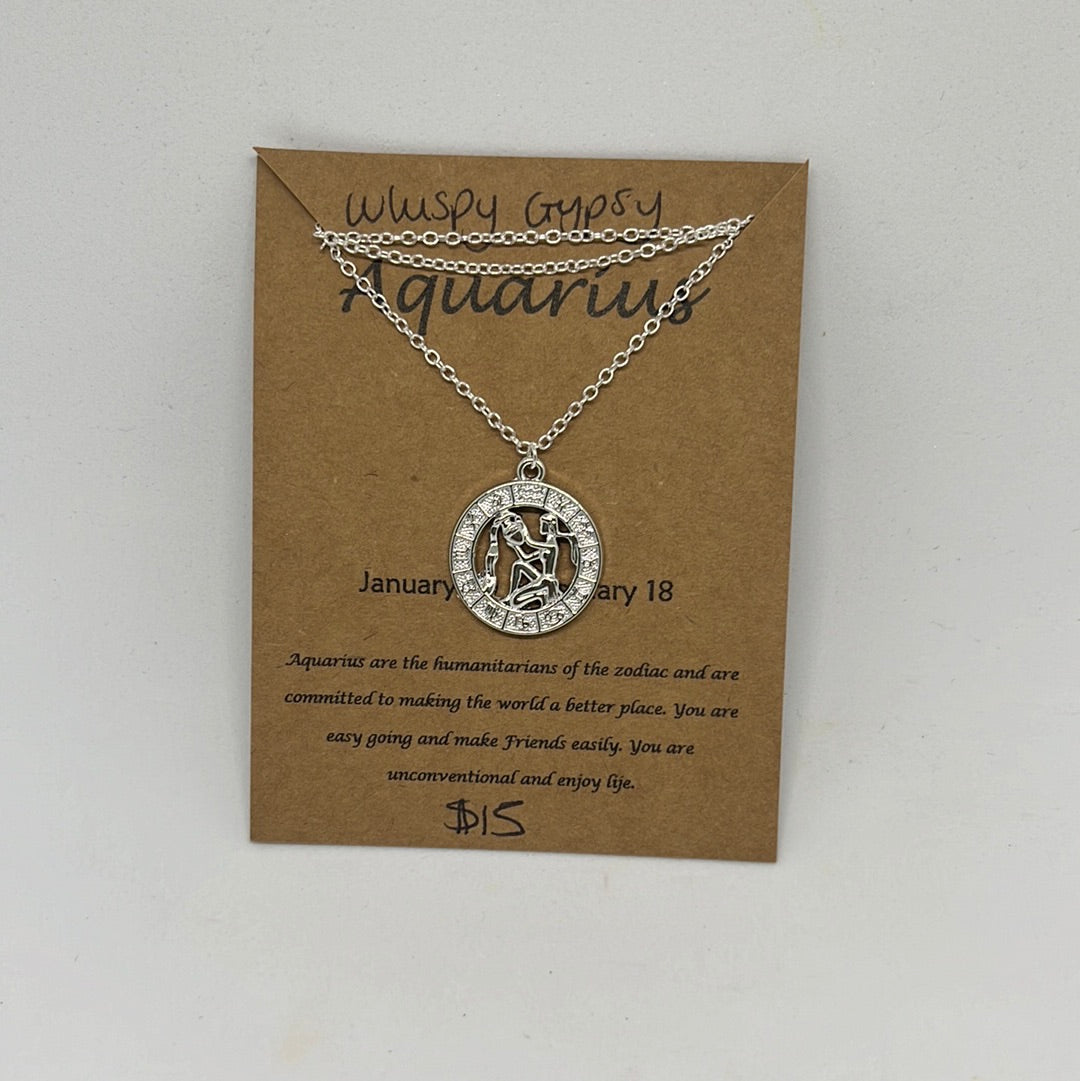 Whispy Gypsy
Aquarius
January ary 18
Aquarius are the humanitarians of the zodiac and are
committed to making the world a better place. You are
easy going and make Friends easily. You are
unconventional and enjoy lije.
$15